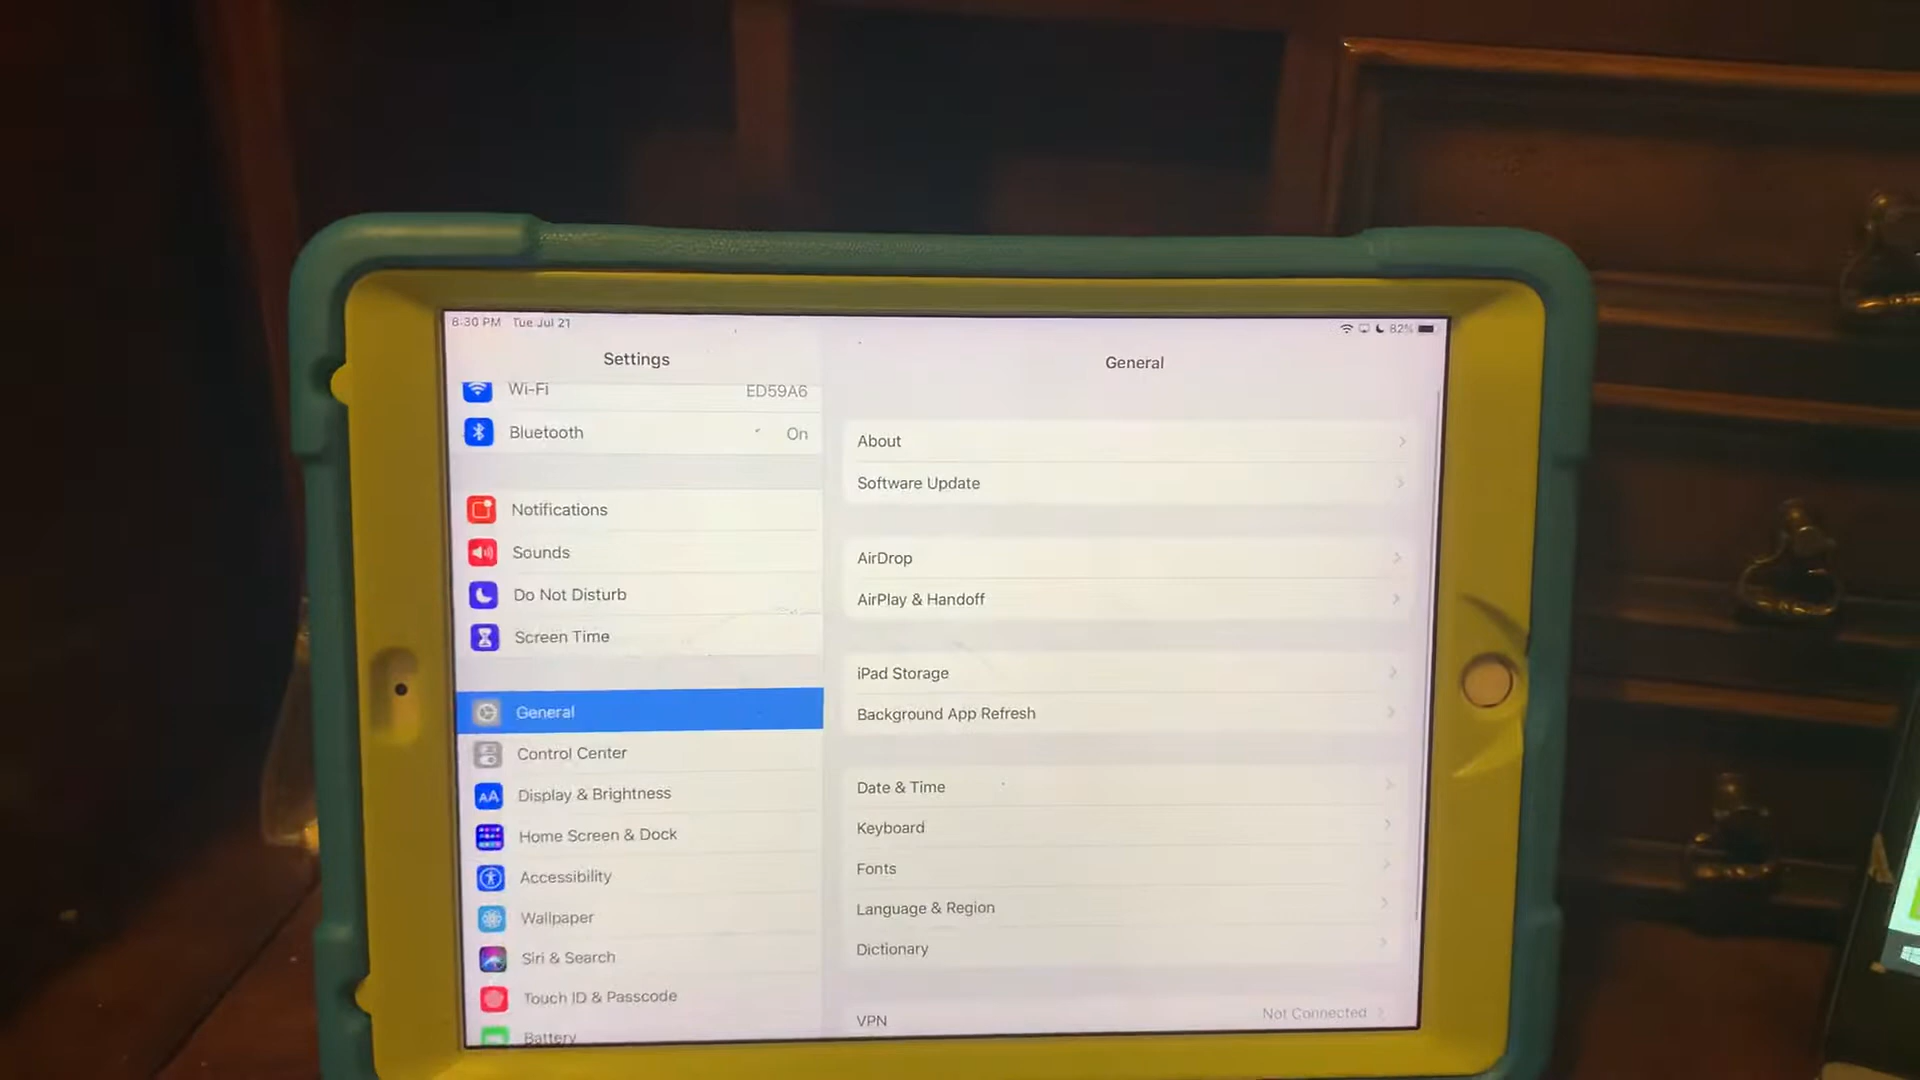 8:30 PM Tue Jul 21
82%
Settings
Wi-Fi ED59A6
Bluetooth On
Notifications
Sounds
Do Not Disturb
Screen Time
General
Control Center
Display & Brightness
Home Screen & Dock
Accessibility
Wallpaper
Siri & Search
Touch ID & Passcode
Battery
General
About
Software Update
AirDrop
AirPlay & Handoff
iPad Storage
Background App Refresh
Date & Time
Keyboard
Fonts
Language & Region
Dictionary
VPN Not Connected